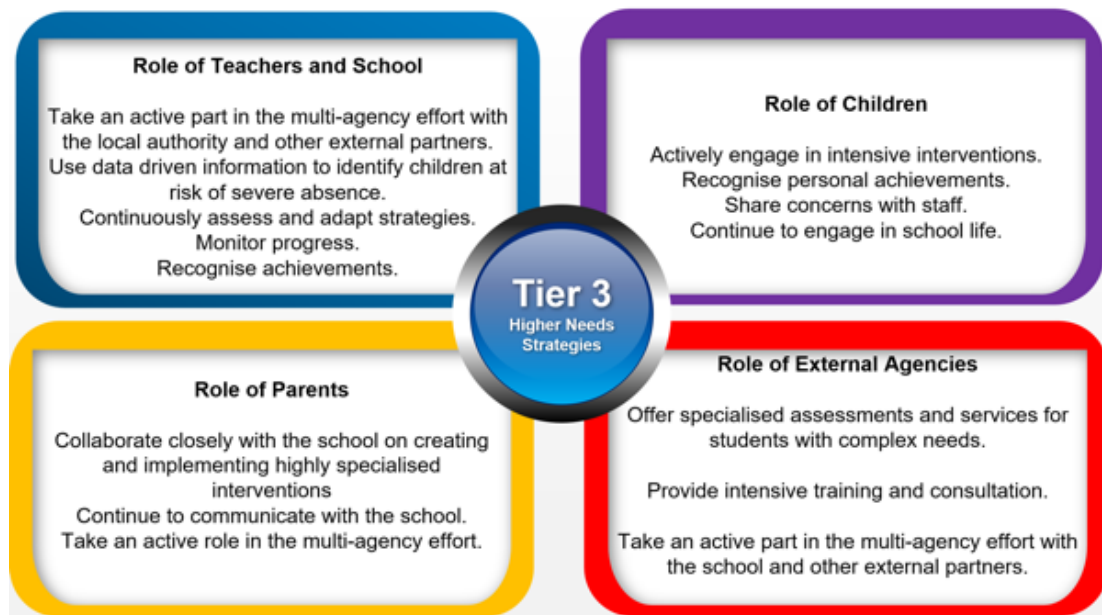 Role of Teachers and School
Take an active part in the multi-agency effort with
the local authority and other external partners.
Use data driven information to identify children at
risk of severe absence.
Continuously assess and adapt strategies.
Monitor progress.
Recognise achievements.
Role of Children
Actively engage in intensive interventions.
Recognise personal achievements.
Share concerns with staff.
Continue to engage in school life.
Tier 3
Higher Needs
Strategies
Role of Parents
Collaborate closely with the school on creating
and implementing highly specialised
interventions
Continue to communicate with the school.
Take an active role in the multi-agency effort.
Role of External Agencies
Offer specialised assessments and services for
students with complex needs.
Provide intensive training and consultation.
Take an active part in the multi-agency effort with
the school and other external partners.